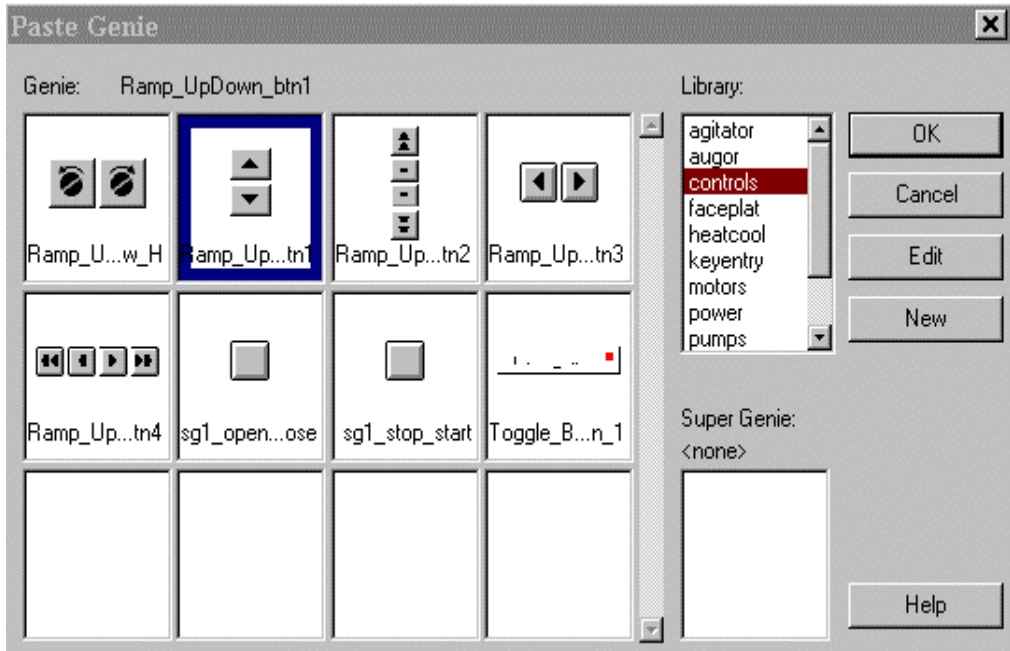 Paste Genie
Genie: Ramp_UpDown_btn1
Ramp_U...w_H
Ramp_Up...tn1
Ramp_Up...tn2
Ramp_Up...tn3
Ramp_Up...tn4
sg1_open...ose
sg1_stop_start
Toggle_B...n_1
Library:
agitator
augor
controls
faceplat
heatcool
keyentry
motors
power
pumps
Super Genie:
<none>
OK
Cancel
Edit
New
Help